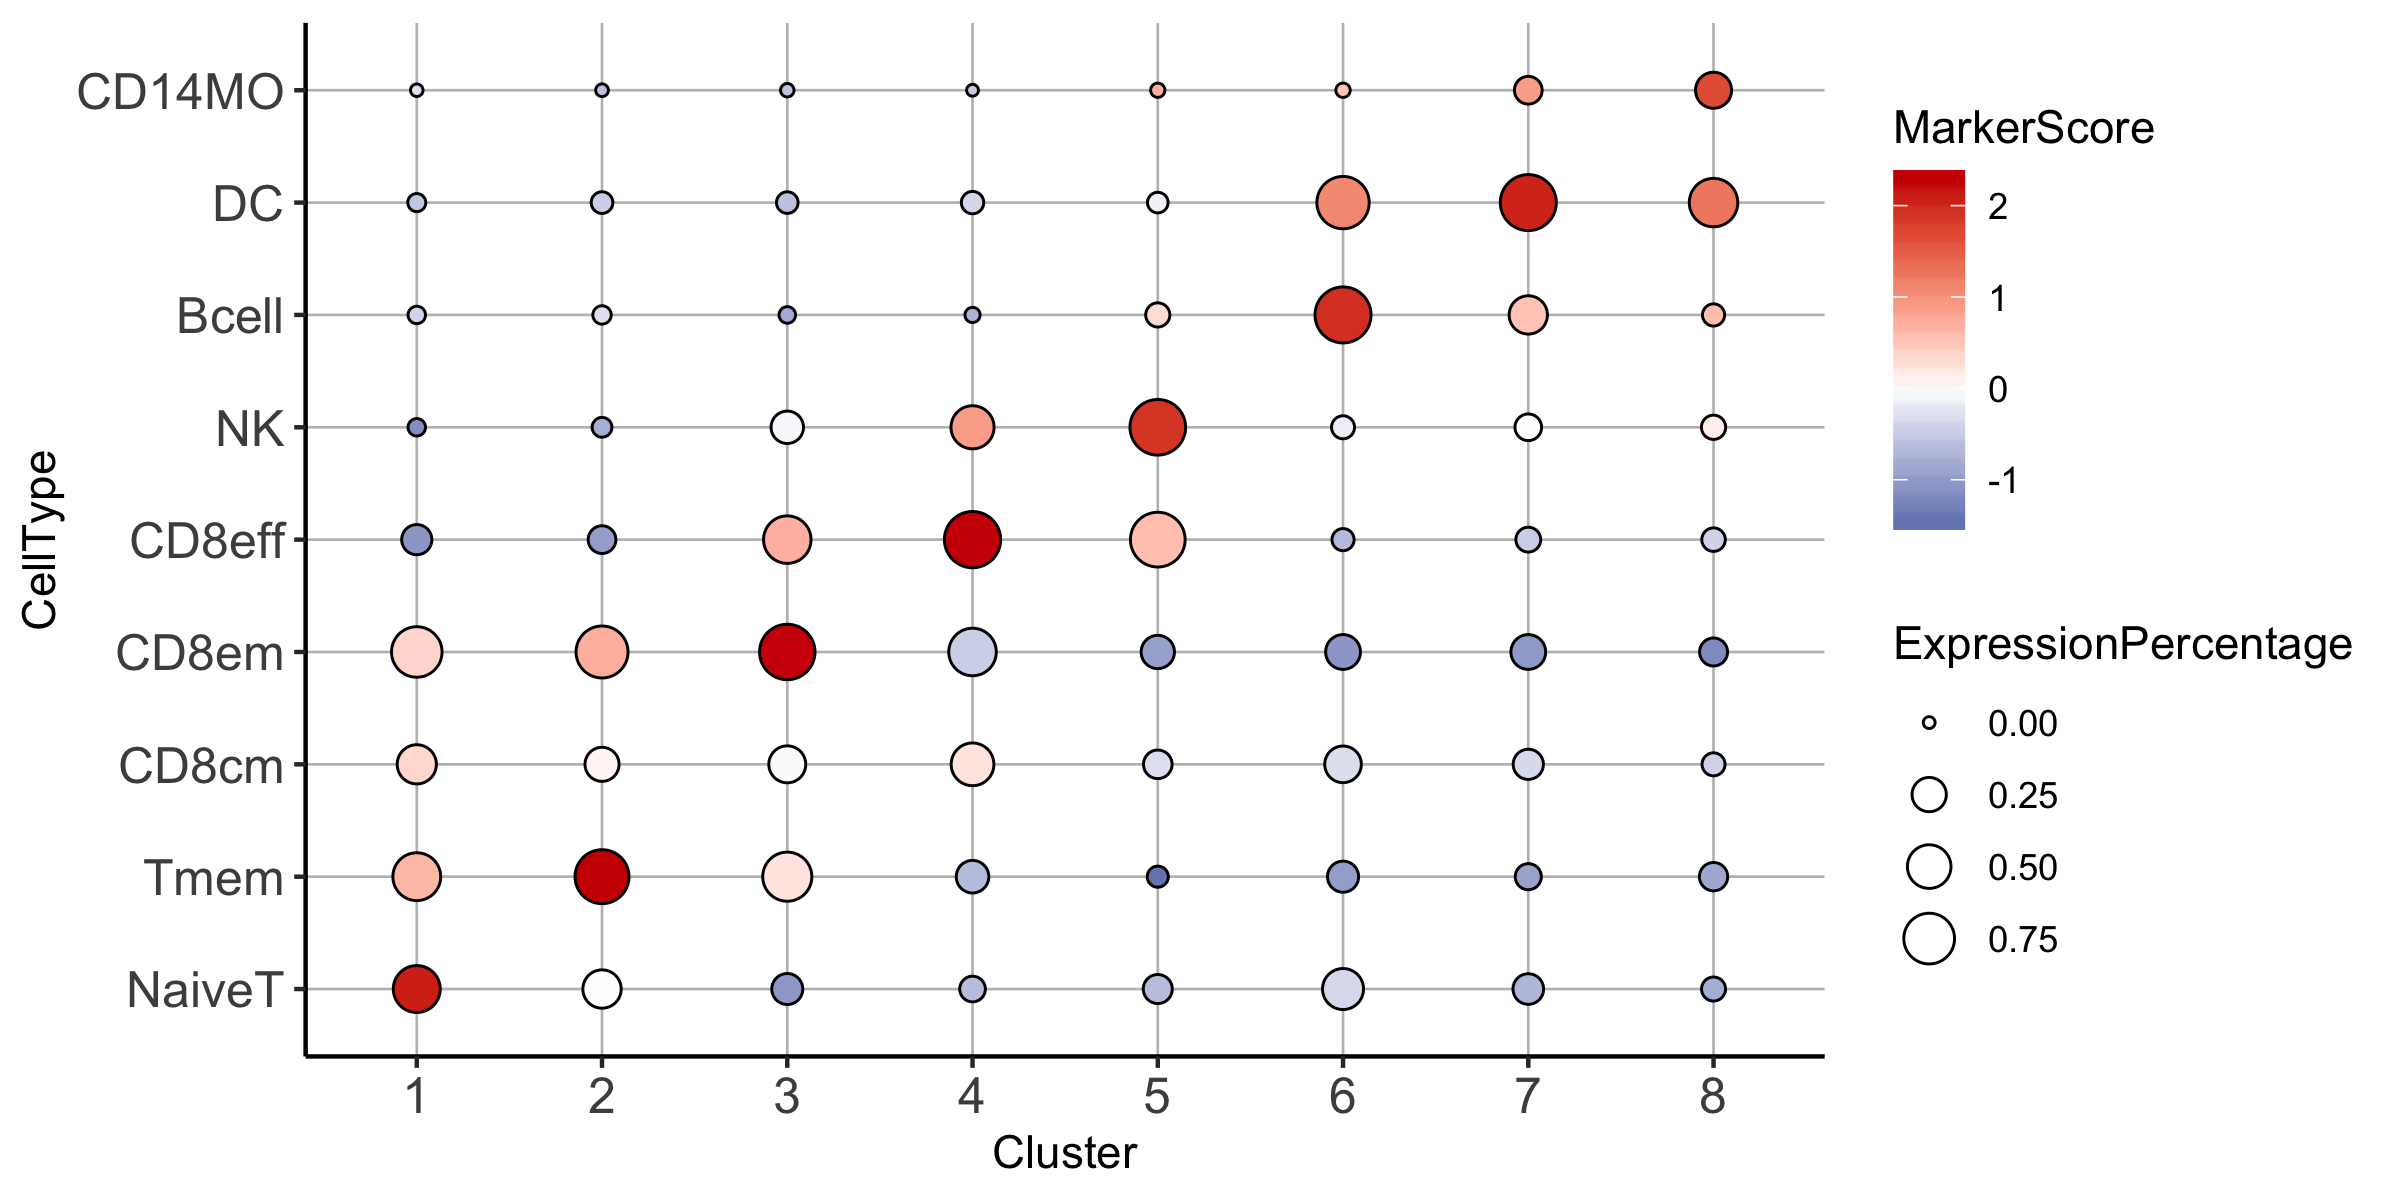 CD14MO
DC
Bcell
NK
CD8eff
CD8em
CD8cm
Tmem
NaiveT
CellType
1 2 3 4 5 6 7 8
Cluster
MarkerScore
2
1
0
-1
ExpressionPercentage
0.00
0.25
0.50
0.75